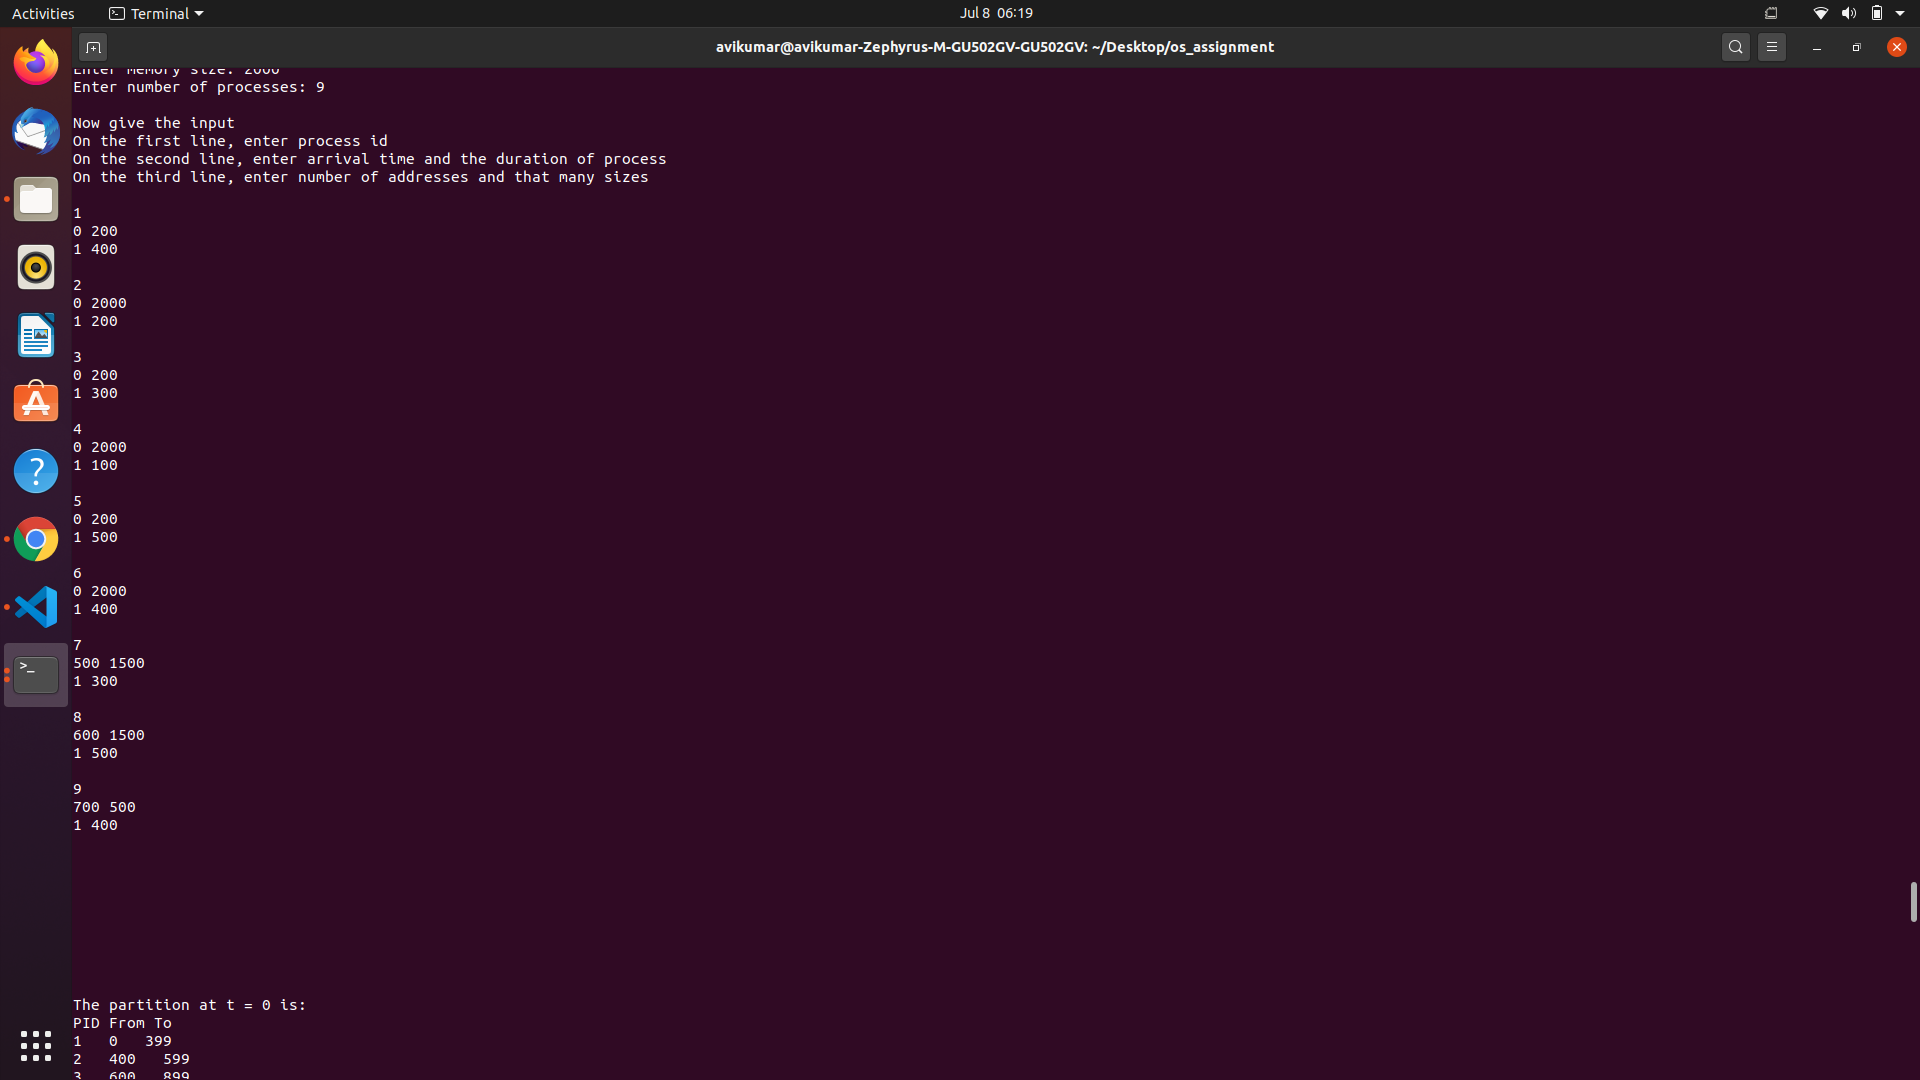 Activities
Terminal
Jul 8 06:19
avikumar@avikumar-Zephyrus-M-GU502GV-GU502GV: ~/Desktop/os_assignment
Enter Memory size: 2000
Enter number of processes: 9
Now give the input
On the first line, enter process id
On the second line, enter arrival time and the duration of process
On the third line, enter number of addresses and that many sizes
1
0 200
1 400
2
0 2000
1 200
3
0 200
1 300
4
0 2000
1 100
5
0 200
1 500
6
0 2000
1 400
7
500 1500
1 300
8
600 1500
1 500
9
700 500
1 400
The partition at t = 0 is:
PID From To
1 0 399
2 400 599
3 600 899